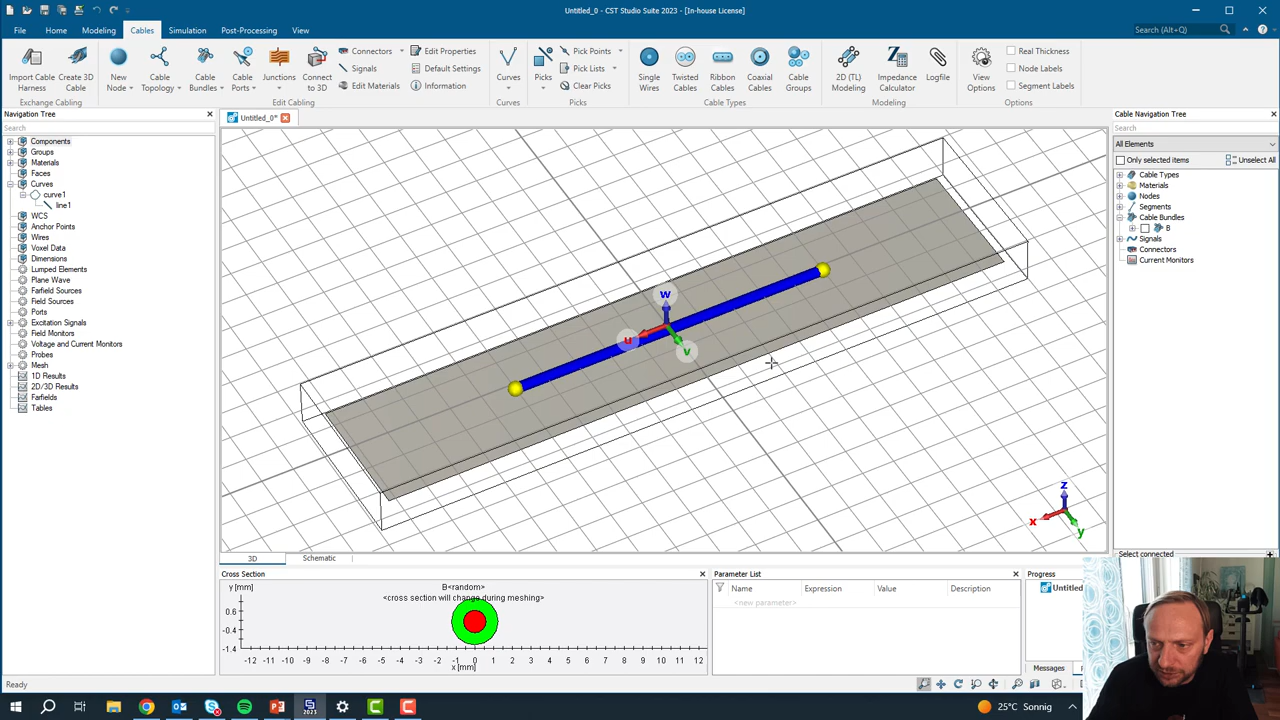 Untitled_0 - CST Studio Suite 2023 - [In-house License]
File Home Modeling Cables Simulation Post-Processing View
Search (Alt+Q)
Import Cable Harness
Create 3D Cable
Exchange Cabling
New Node
Cable Topology
Cable Bundles
Cable Ports
Junctions
Connect to 3D
Connectors
Signals
Edit Materials
Edit Properties
Default Settings
Information
Edit Cabling
Curves
Curves
Picks
Pick Points
Pick Lists
Clear Picks
Picks
Single Wires
Twisted Cables
Ribbon Cables
Coaxial Cables
Cable Groups
Cable Types
2D (TL) Modeling
Impedance Calculator
Logfile
Modeling
View Options
Real Thickness
Node Labels
Segment Labels
Options
Navigation Tree
Search
Components
Groups
Materials
Faces
Curves
curve1
line1
WCS
Anchor Points
Wires
Voxel Data
Dimensions
Lumped Elements
Plane Wave
Farfield Sources
Field Sources
Ports
Excitation Signals
Field Monitors
Voltage and Current Monitors
Probes
Mesh
1D Results
2D/3D Results
Farfields
Tables
Untitled_0*
w
u
v
z
x
y
3D Schematic
Cable Navigation Tree
Search
All Elements
Only selected items Unselect All
Cable Types
Materials
Nodes
Segments
Cable Bundles
B
Signals
Connectors
Current Monitors
Select connected
Cross Section
y [mm]
B<random>
<cross section will change during meshing>
0.6
-0.4
-1.4
-12 -11 -10 -9 -8 -7 -6 -5 -4 -3 -2 -1 0 1 2 3 4 5 6 7 8 9 10 11 12
x [mm]
Parameter List
Name Expression Value Description
<new parameter>
Progress
Untitled
Messages
Ready
2023
25°C Sonnig